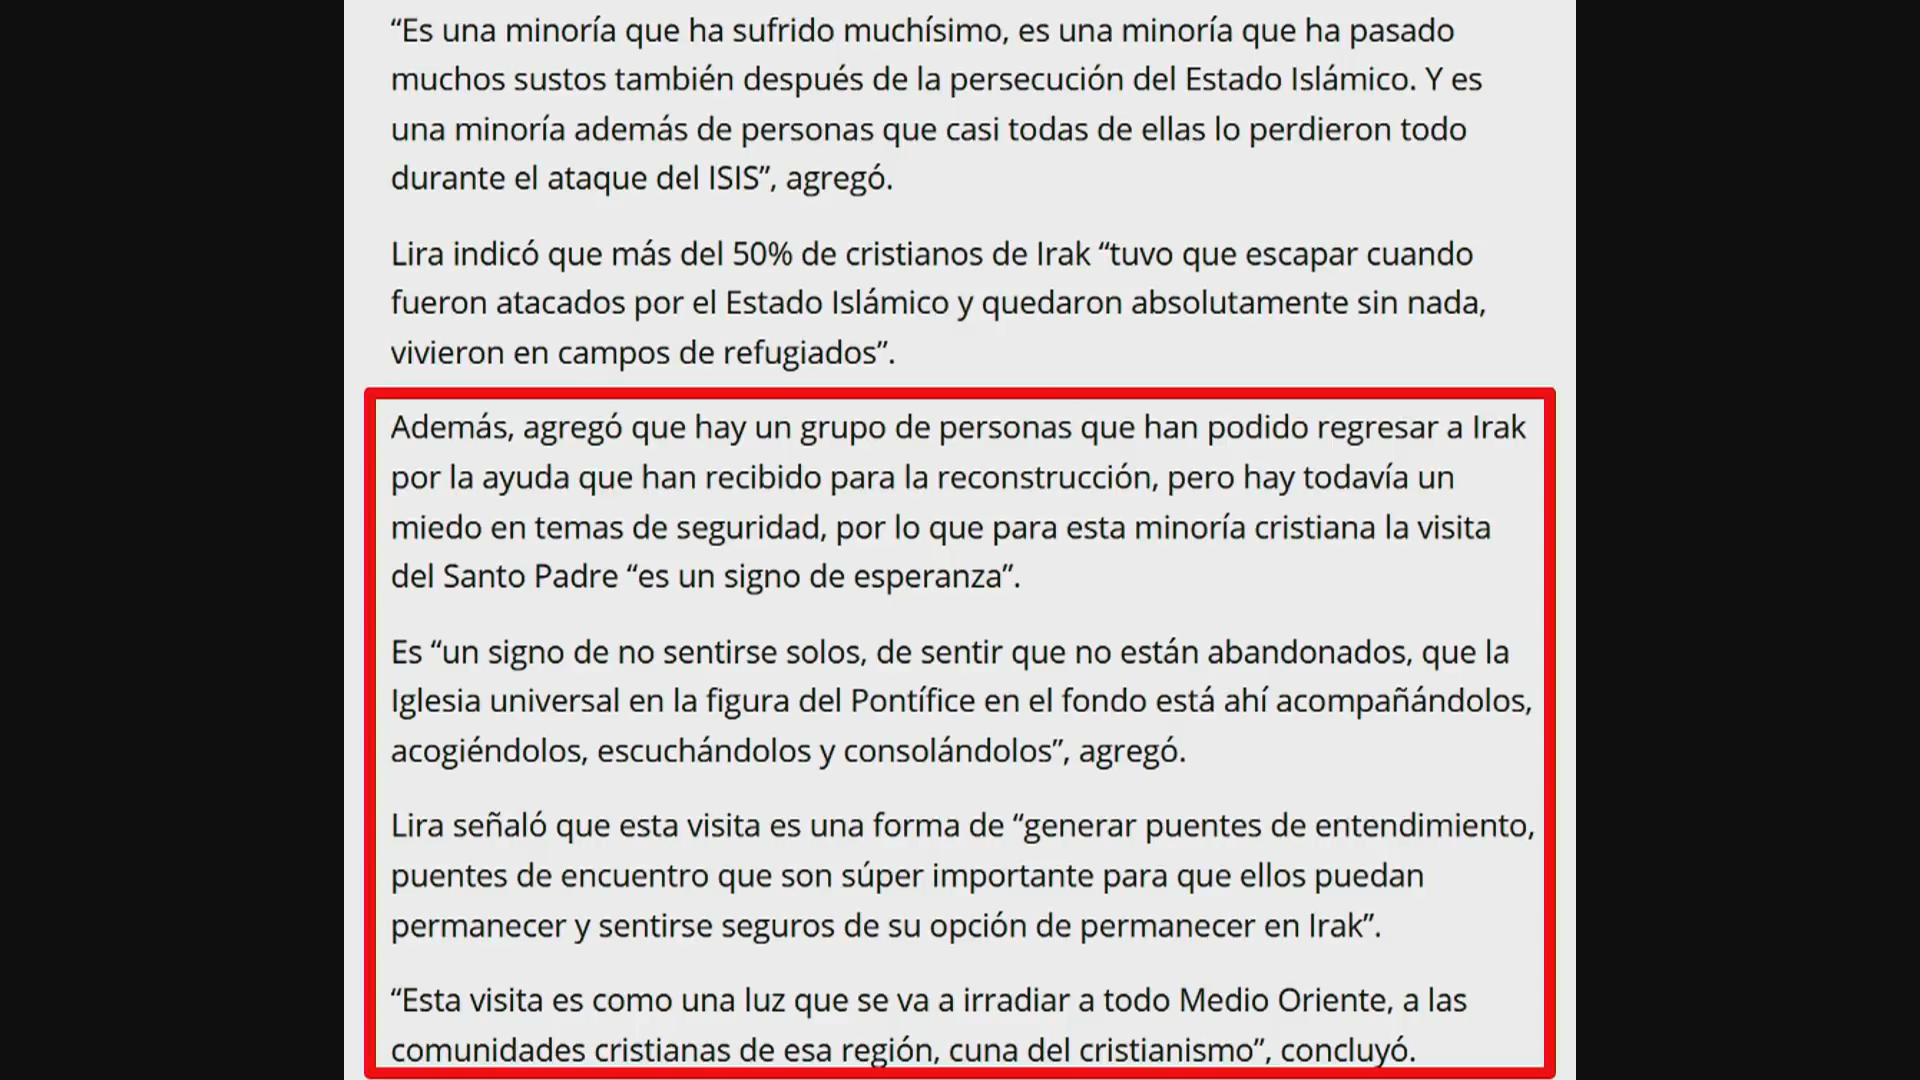 “Es una minoría que ha sufrido muchísimo, es una minoría que ha pasado
muchos sustos también después de la persecución del Estado Islámico. Y es
una minoría además de personas que casi todas de ellas lo perdieron todo
durante el ataque del ISIS”, agregó.
Lira indicó que más del 50% de cristianos de Irak “tuvo que escapar cuando
fueron atacados por el Estado Islámico y quedaron absolutamente sin nada,
vivieron en campos de refugiados”.
Además, agregó que hay un grupo de personas que han podido regresar a Irak
por la ayuda que han recibido para la reconstrucción, pero hay todavía un
miedo en temas de seguridad, por lo que para esta minoría cristiana la visita
del Santo Padre “es un signo de esperanza”.
Es “un signo de no sentirse solos, de sentir que no están abandonados, que la
Iglesia universal en la figura del Pontífice en el fondo está ahí acompañándolos,
acogiéndolos, escuchándolos y consolándolos”, agregó.
Lira señaló que esta visita es una forma de “generar puentes de entendimiento,
puentes de encuentro que son súper importante para que ellos puedan
permanecer y sentirse seguros de su opción de permanecer en Irak”.
“Esta visita es como una luz que se va a irradiar a todo Medio Oriente, a las
comunidades cristianas de esa región, cuna del cristianismo”, concluyó.